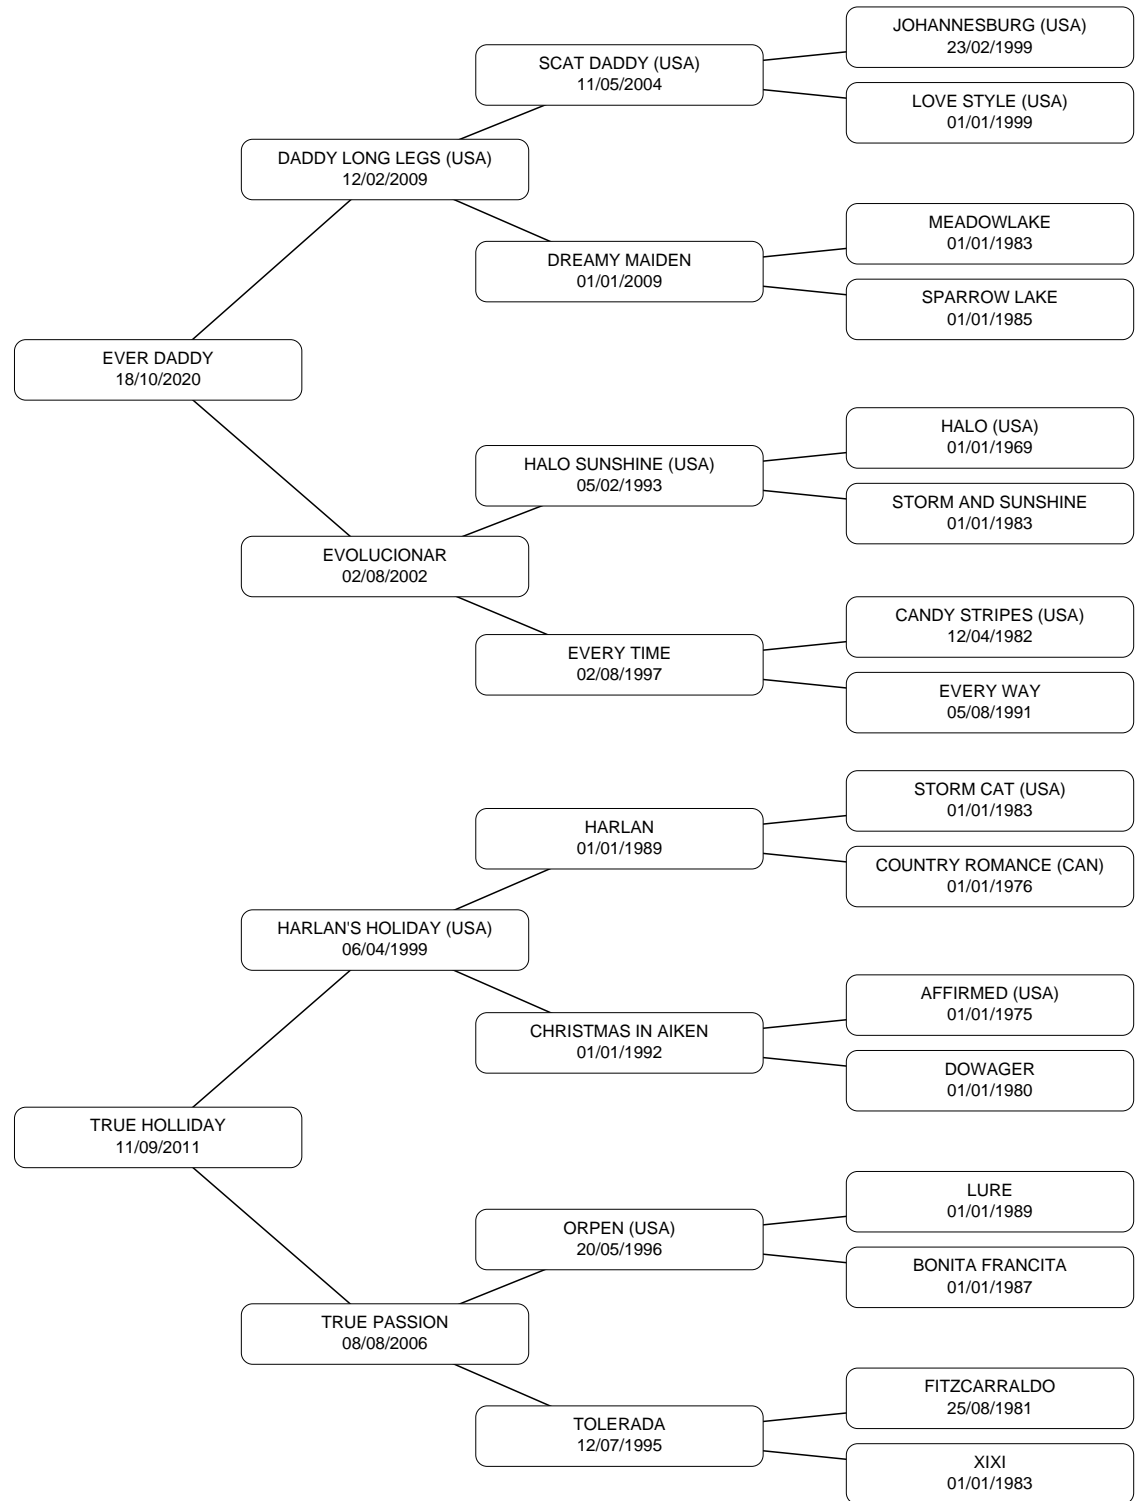 JOHANNESBURG (USA)
23/02/1999
SCAT DADDY (USA)
11/05/2004
LOVE STYLE (USA)
01/01/1999
DADDY LONG LEGS (USA)
12/02/2009
MEADOWLAKE
01/01/1983
DREAMY MAIDEN
01/01/2009
SPARROW LAKE
01/01/1985
EVER DADDY
18/10/2020
HALO (USA)
01/01/1969
HALO SUNSHINE (USA)
05/02/1993
STORM AND SUNSHINE
01/01/1983
EVOLUCIONAR
02/08/2002
CANDY STRIPES (USA)
12/04/1982
EVERY TIME
02/08/1997
EVERY WAY
05/08/1991
STORM CAT (USA)
01/01/1983
HARLAN
01/01/1989
COUNTRY ROMANCE (CAN)
01/01/1976
HARLAN'S HOLIDAY (USA)
06/04/1999
AFFIRMED (USA)
01/01/1975
CHRISTMAS IN AIKEN
01/01/1992
DOWAGER
01/01/1980
TRUE HOLLIDAY
11/09/2011
LURE
01/01/1989
ORPEN (USA)
20/05/1996
BONITA FRANCITA
01/01/1987
TRUE PASSION
08/08/2006
FITZCARRALDO
25/08/1981
TOLERADA
12/07/1995
XIXI
01/01/1983